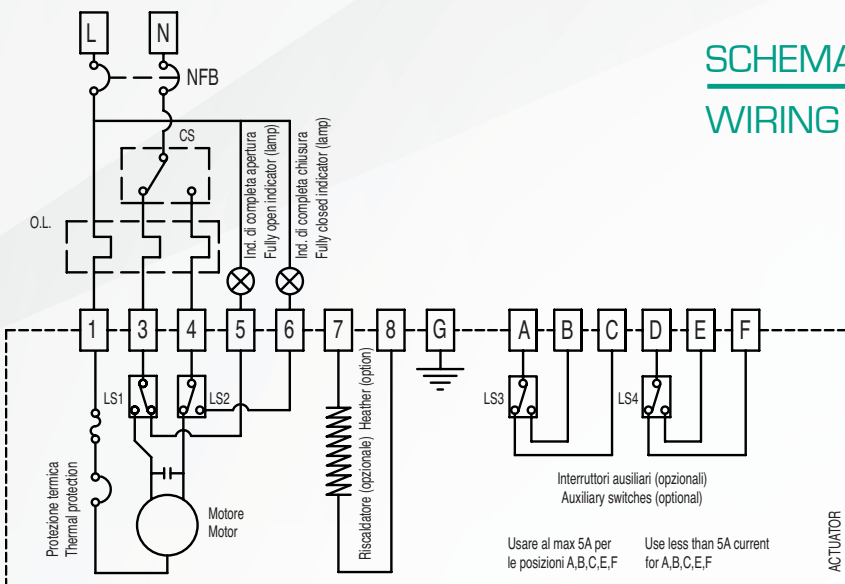 L N
NFB
SCHEMA
WIRING
CS
O.L.
Ind. di completa apertura
Fully open indicator (lamp)
Ind. di completa chiusura
Fully closed indicator (lamp)
1 3 4 5 6 7 8 G A B C D E F
LS1
LS2
LS3
LS4
Protezione termica
Thermal protection
Motore
Motor
Riscaldatore (opzionale) Heather (option)
Interruttori ausiliari (opzionali)
Auxiliary switches (optional)
Usare al max 5A per
le posizioni A,B,C,E,F
Use less than 5A current
for A,B,C,E,F
ACTUATOR